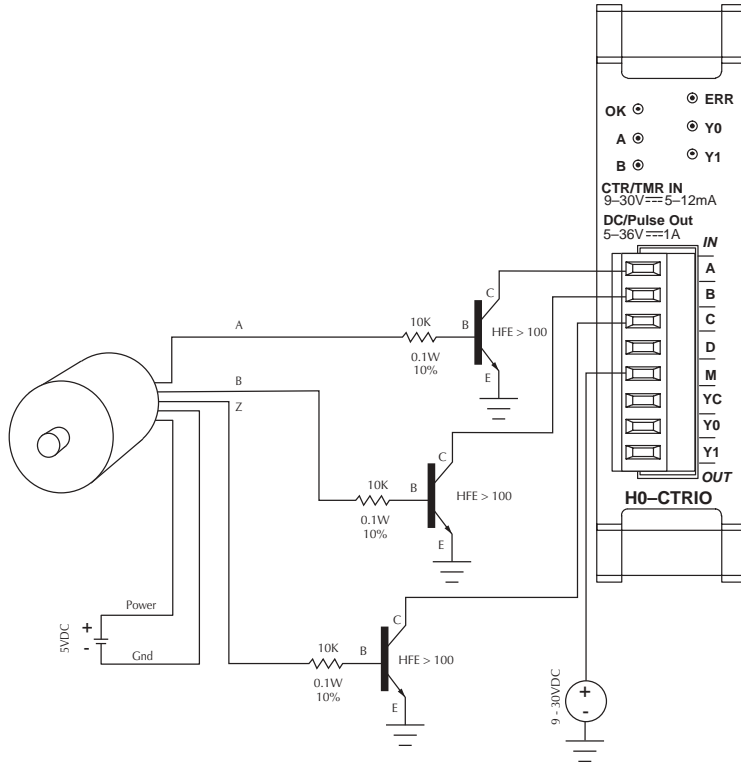 ERR
OK
Y0
A
Y1
B
CTR/TMR IN
9–30V⎓5–12mA
DC/Pulse Out
5–36V⎓1A
IN
A
B
C
D
M
YC
Y0
Y1
OUT
H0–CTRIO
C
10K
B
HFE > 100
0.1W
10%
E
A
B
Z
C
10K
B
HFE > 100
0.1W
10%
E
C
10K
B
HFE > 100
0.1W
10%
E
Power
5VDC
+
-
Gnd
9 - 30VDC
+
-